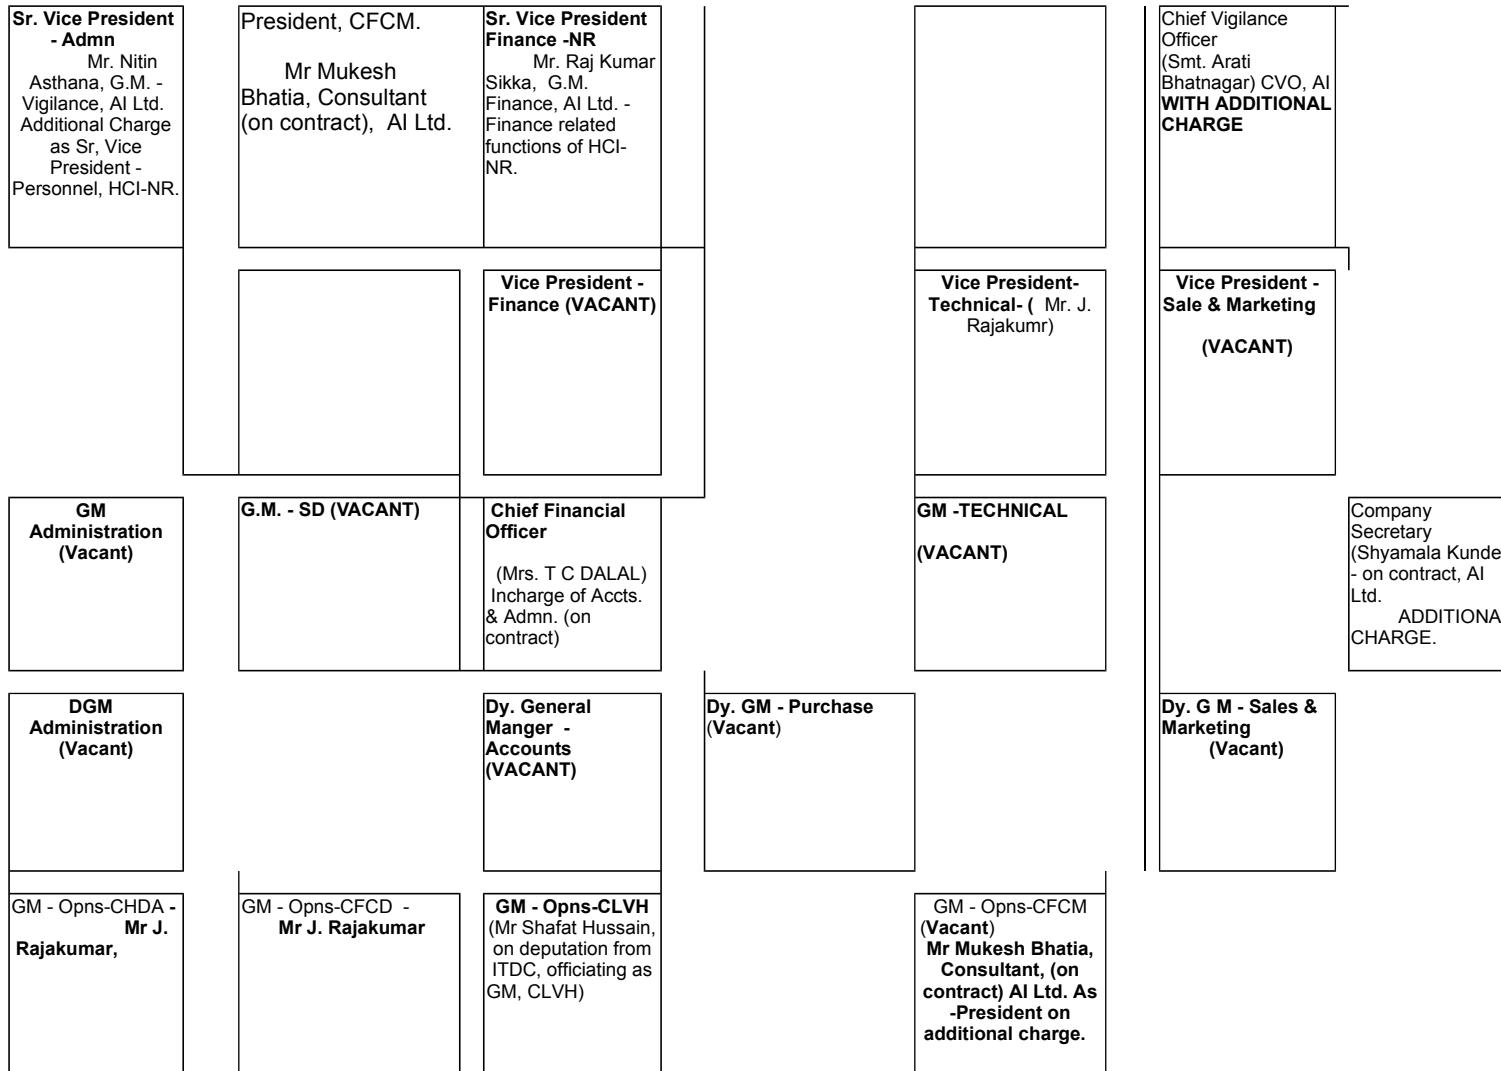 Sr. Vice President
- Admn
Mr. Nitin
Asthana, G.M. -
Vigilance, AI Ltd.
Additional Charge
as Sr, Vice
President -
Personnel, HCI-NR.
President, CFCM.
Mr Mukesh
Bhatia, Consultant
(on contract), AI Ltd.
Sr. Vice President
Finance -NR
Mr. Raj Kumar
Sikka, G.M.
Finance, AI Ltd. -
Finance related
functions of HCI-
NR.
Chief Vigilance
Officer
(Smt. Arati
Bhatnagar) CVO, AI
WITH ADDITIONAL
CHARGE
Vice President -
Finance (VACANT)
Vice President-
Technical- ( Mr. J.
Rajakumr)
Vice President -
Sale & Marketing
(VACANT)
GM
Administration
(Vacant)
G.M. - SD (VACANT)
Chief Financial
Officer
(Mrs. T C DALAL)
Incharge of Accts.
& Admn. (on
contract)
GM -TECHNICAL
(VACANT)
Company
Secretary
(Shyamala Kunde
- on contract, AI
Ltd.
ADDITIONA
CHARGE.
DGM
Administration
(Vacant)
Dy. General
Manger -
Accounts
(VACANT)
Dy. GM - Purchase
(Vacant)
Dy. G M - Sales &
Marketing
(Vacant)
GM - Opns-CHDA -
Mr J.
Rajakumar,
GM - Opns-CFCD -
Mr J. Rajakumar
GM - Opns-CLVH
(Mr Shafat Hussain,
on deputation from
ITDC, officiating as
GM, CLVH)
GM - Opns-CFCM
(Vacant)
Mr Mukesh Bhatia,
Consultant, (on
contract) AI Ltd. As
-President on
additional charge.